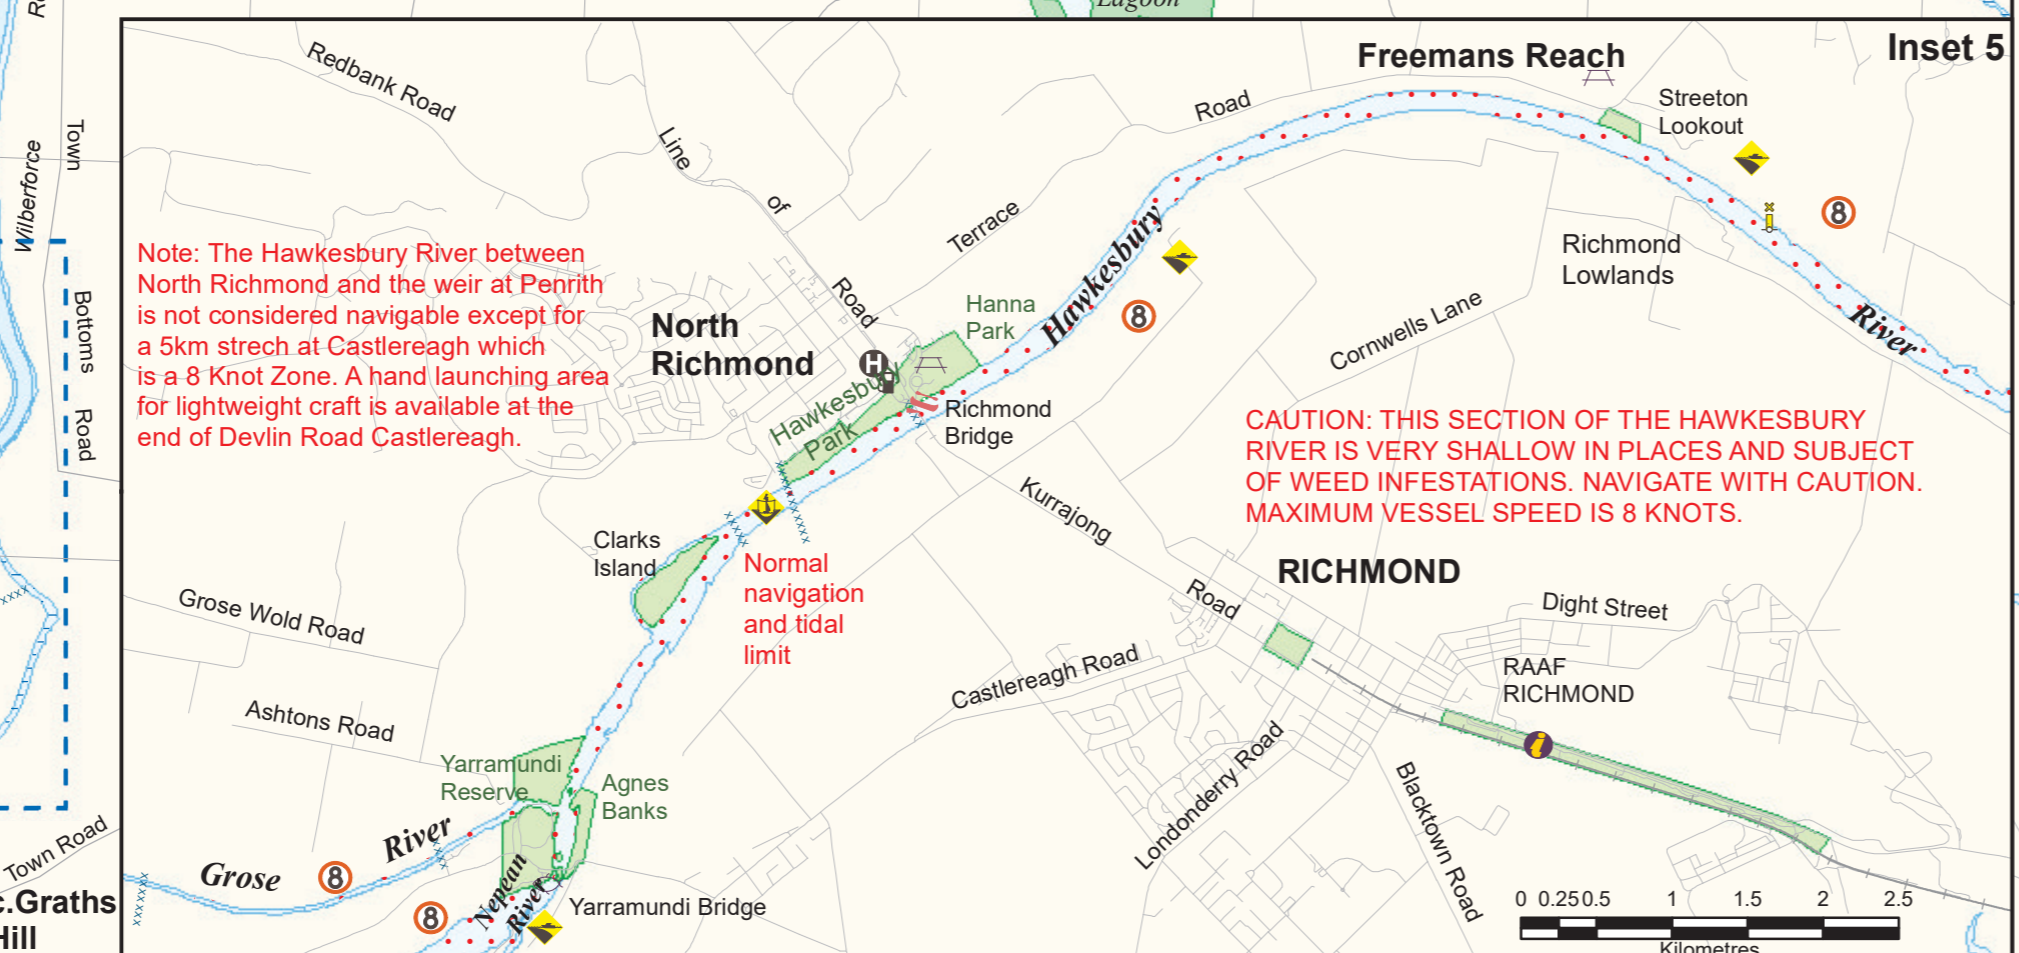 Lagoon
Inset 5
Freemans Reach
Redbank Road
Road
Streeton
Lookout
Town
Wilberforce
Line
of
Road
Terrace
Hawkesbury
Richmond
Lowlands
Note: The Hawkesbury River between
North Richmond and the weir at Penrith
is not considered navigable except for
a 5km strech at Castlereagh which
is a 8 Knot Zone. A hand launching area
for lightweight craft is available at the
end of Devlin Road Castlereagh.
8
8
Bottoms
Road
Hanna
Park
North
Richmond
H
Hawkesbury
Park
Richmond
Bridge
Cornwells Lane
River
CAUTION: THIS SECTION OF THE HAWKESBURY
RIVER IS VERY SHALLOW IN PLACES AND SUBJECT
OF WEED INFESTATIONS. NAVIGATE WITH CAUTION.
MAXIMUM VESSEL SPEED IS 8 KNOTS.
Kurrajong
Road
Clarks
Island
Normal
navigation
and tidal
limit
RICHMOND
Dight Street
Grose Wold Road
Castlereagh Road
RAAF
RICHMOND
i
Ashtons Road
Yarramundi
Reserve
Agnes
Banks
Londonderry Road
Blacktown Road
Town Road
Grose
River
8
8
Nepean
River
Yarramundi Bridge
c.Graths
Hill
0 0.25 0.5 1 1.5 2 2.5
Kilometres